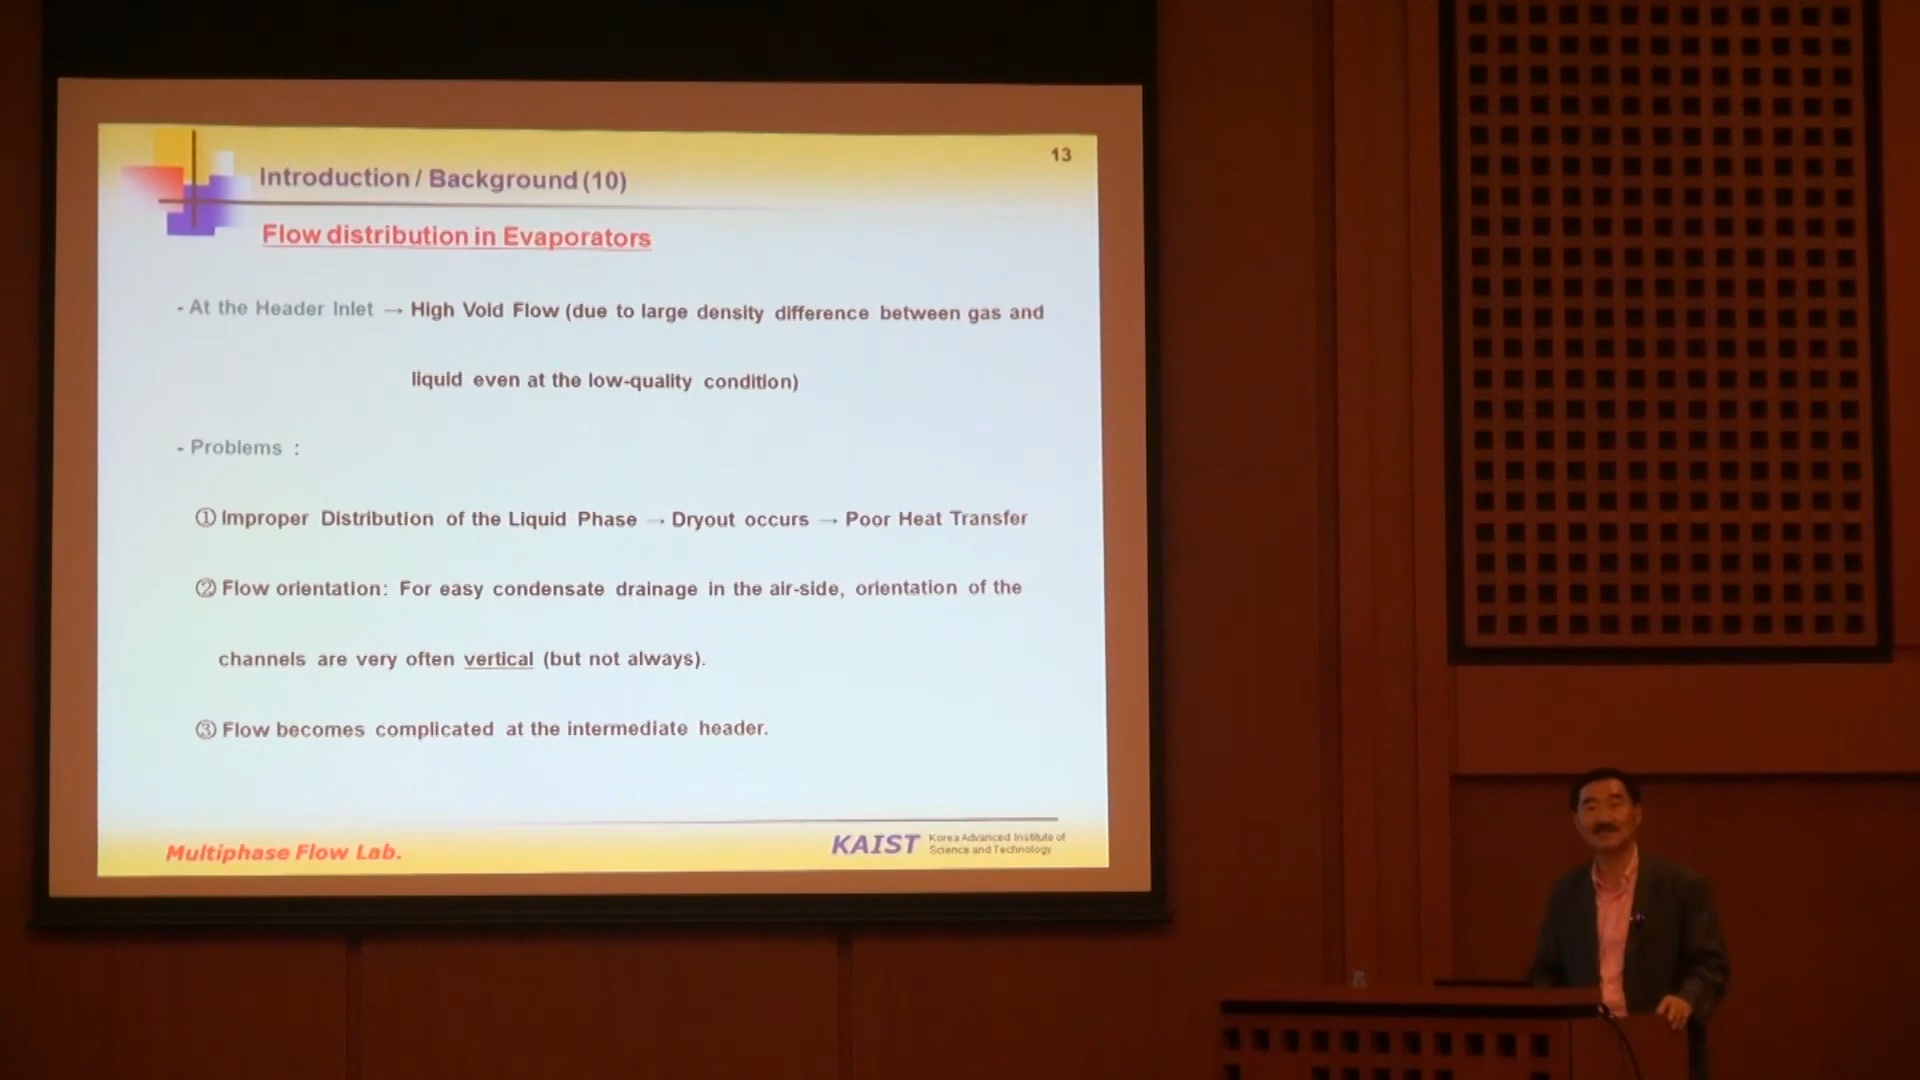 13
Introduction / Background (10)
Flow distribution in Evaporators
- At the Header Inlet → High Void Flow (due to large density difference between gas and
liquid even at the low-quality condition)
- Problems :
① Improper Distribution of the Liquid Phase → Dryout occurs → Poor Heat Transfer
② Flow orientation: For easy condensate drainage in the air-side, orientation of the
channels are very often vertical (but not always).
③ Flow becomes complicated at the intermediate header.
Multiphase Flow Lab.
KAIST
Korea Advanced Institute of
Science and Technology